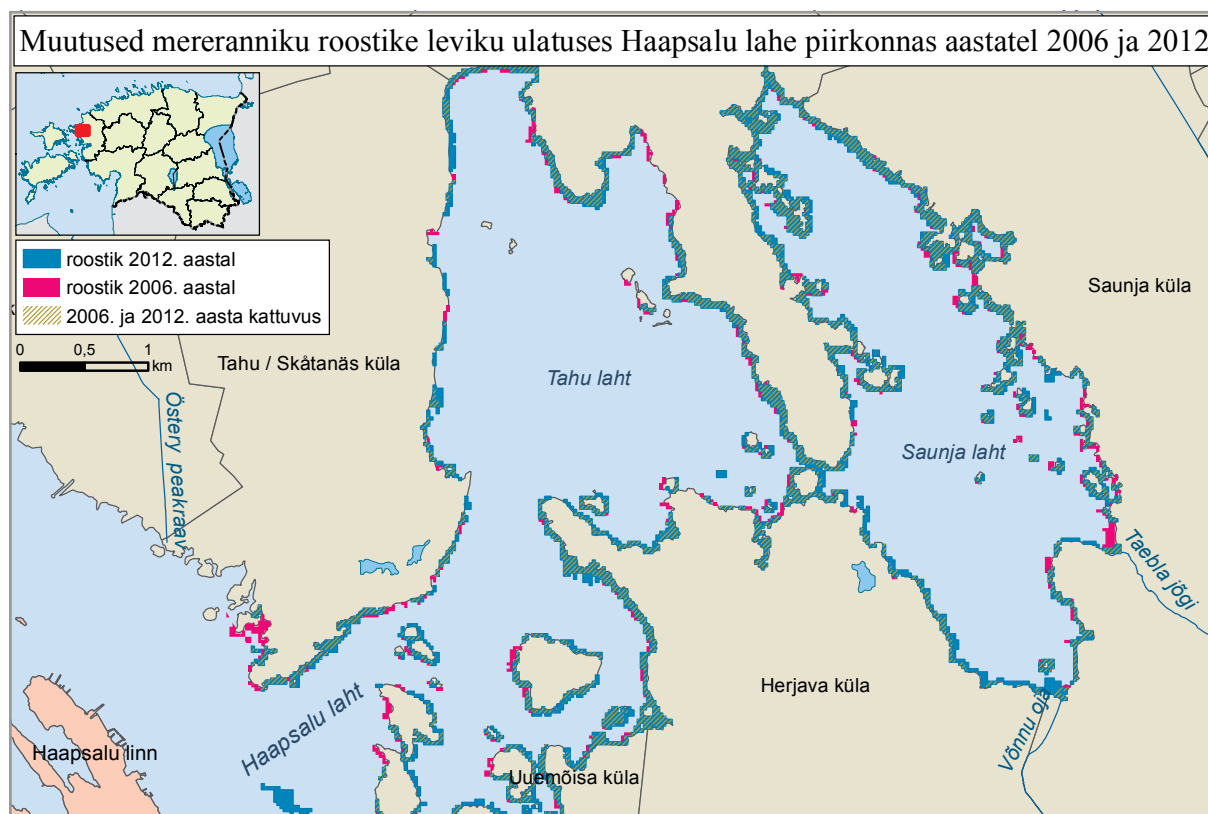 Muutused mereranniku roostike leviku ulatuses Haapsalu lahe piirkonnas aastatel 2006 ja 2012
roostik 2012. aastal
roostik 2006. aastal
2006. ja 2012. aasta kattuvus
0 0,5 1
km
Tahu / Skåtanäs küla
Östery peakraav
Tahu laht
Saunja küla
Saunja laht
Taebla jõgi
Herjava küla
Võnnu oja
Haapsalu laht
Haapsalu linn
Uuemõisa küla